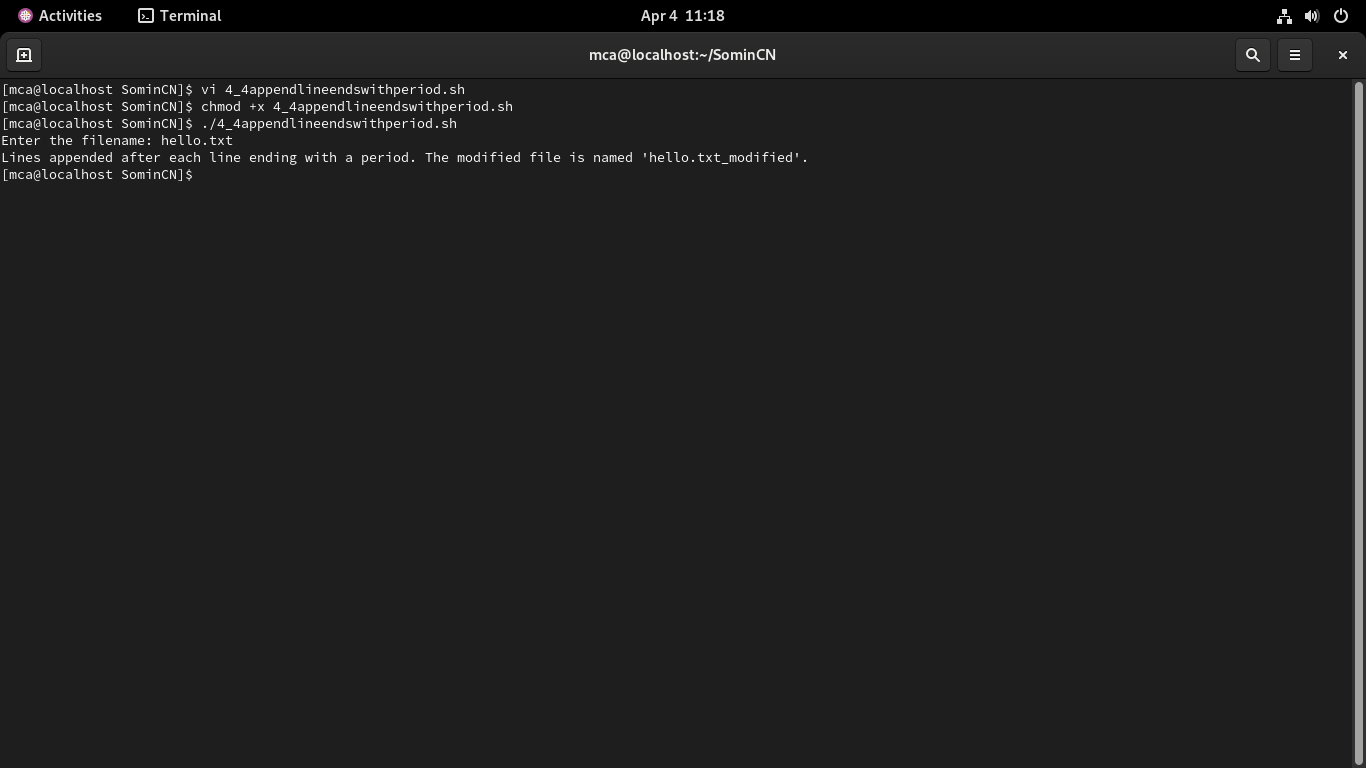 Activities Terminal Apr 4 11:18
mca@localhost:~/SominCN
[mca@localhost SominCN]$ vi 4_4appendlineendswithperiod.sh
[mca@localhost SominCN]$ chmod +x 4_4appendlineendswithperiod.sh
[mca@localhost SominCN]$ ./4_4appendlineendswithperiod.sh
Enter the filename: hello.txt
Lines appended after each line ending with a period. The modified file is named 'hello.txt_modified'.
[mca@localhost SominCN]$